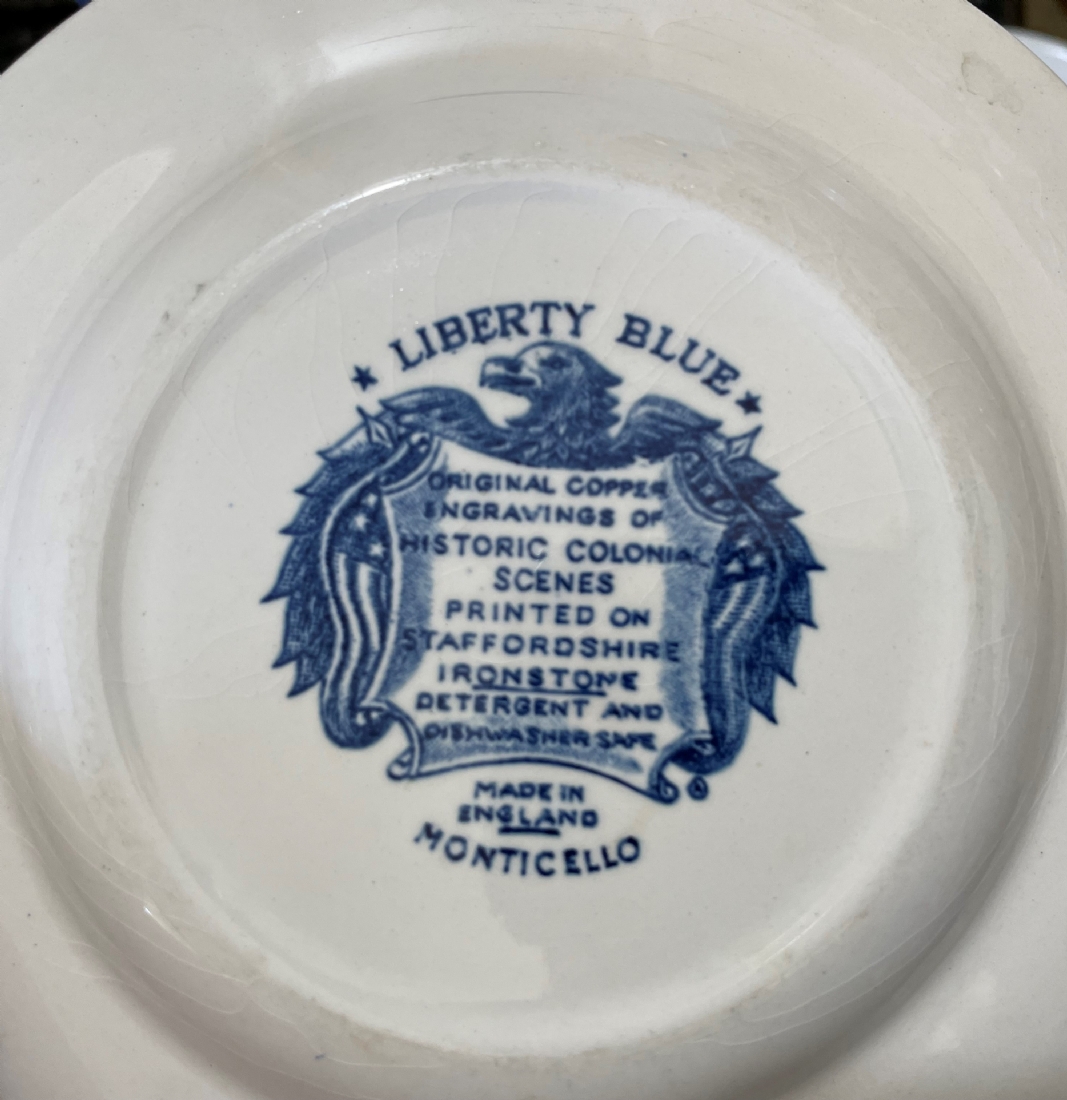 LIBERTY BLUE
ORIGINAL COPPER
ENGRAVINGS OF
HISTORIC COLONIAL
SCENES
PRINTED ON
STAFFORDSHIRE
IRONSTONE
DETERGENT AND
DISHWASHER SAFE
MADE IN
ENGLAND
MONTICELLO